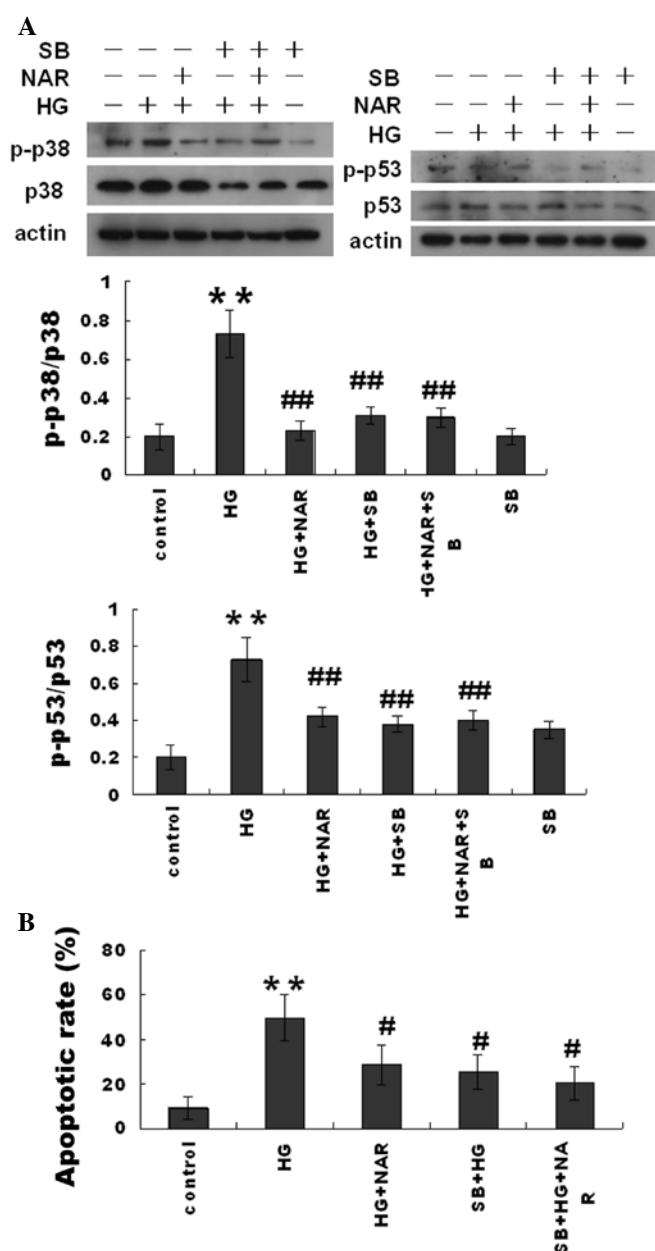 A
SB − − − + + +
NAR − − + − + −
HG − + + + + −
p-p38
p38
actin
SB − − − + + +
NAR − − + − + −
HG − + + + + −
p-p53
p53
actin
p-p38/p38
1
0.8
0.6
0.4
0.2
0
**
##
##
##
control
HG
HG+NAR
HG+SB
HG+NAR+S
B
SB
p-p53/p53
1
0.8
0.6
0.4
0.2
0
**
##
##
##
control
HG
HG+NAR
HG+SB
HG+NAR+S
B
SB
B
Apoptotic rate (%)
80
60
40
20
0
**
#
#
#
control
HG
HG+NAR
SB+HG
SB+HG+NA
R